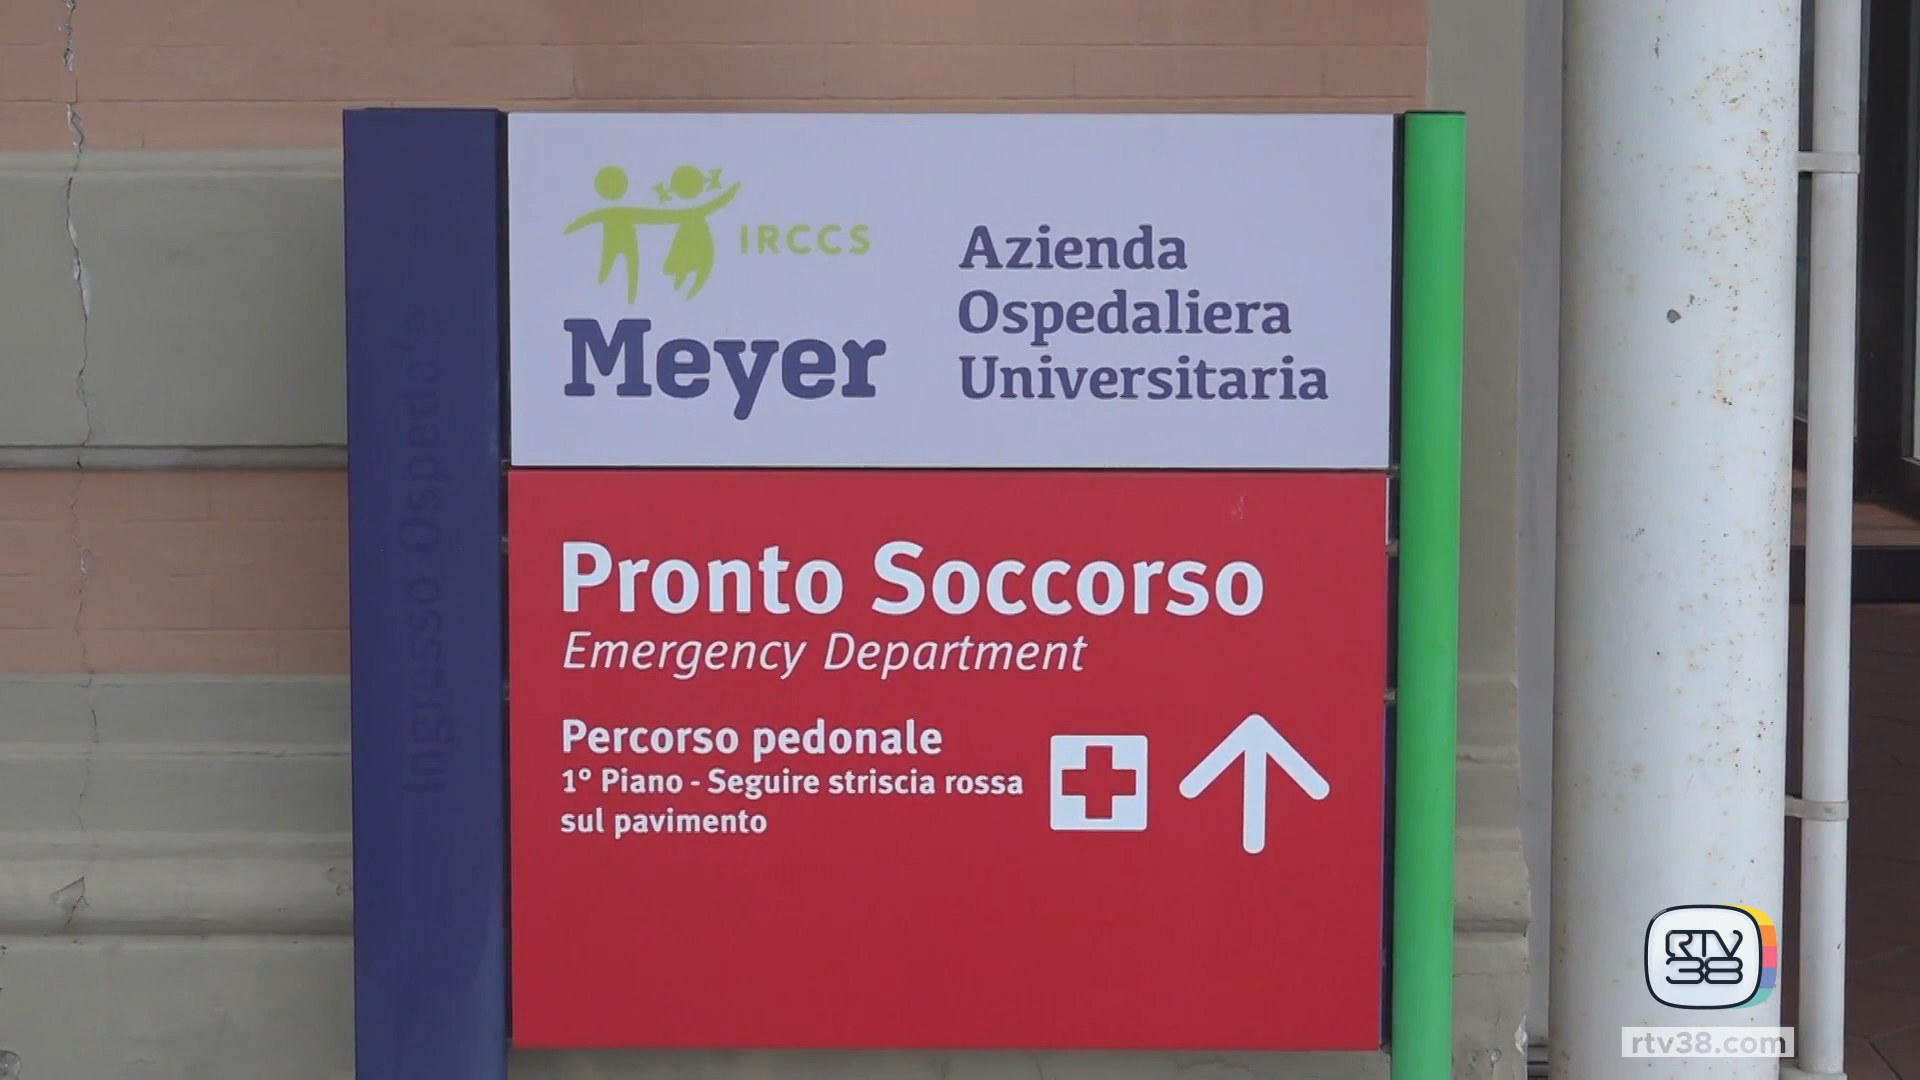 Ingresso Ospedale
IRCCS
Meyer
Azienda
Ospedaliera
Universitaria
Pronto Soccorso
Emergency Department
Percorso pedonale
1° Piano - Seguire striscia rossa
sul pavimento
RTV
38
rtv38.com